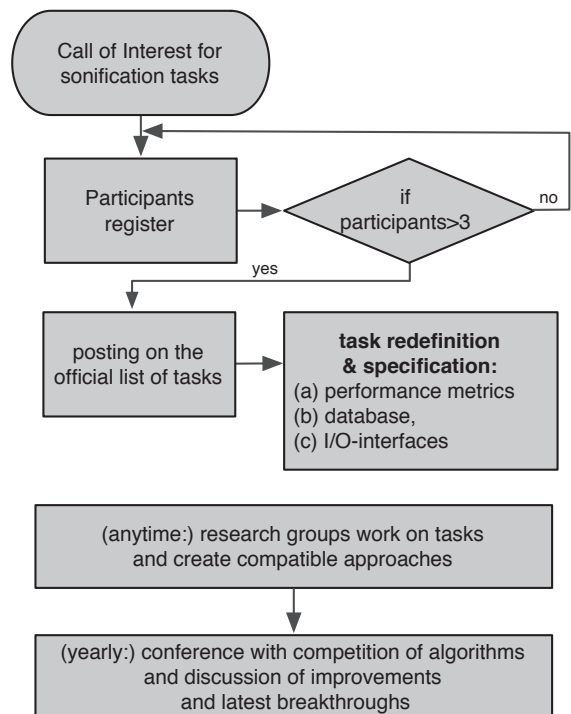 Call of Interest for
sonification tasks
Participants
register
if
participants>3
no
yes
posting on the
official list of tasks
task redefinition
& specification:
(a) performance metrics
(b) database,
(c) I/O-interfaces
(anytime:) research groups work on tasks
and create compatible approaches
(yearly:) conference with competition of algorithms
and discussion of improvements
and latest breakthroughs